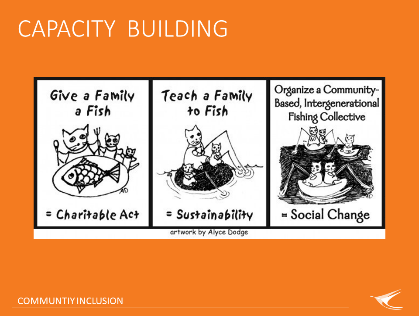 CAPACITY BUILDING
Give a Family
a Fish
= Charitable Act
Teach a Family
to Fish
= Sustainability
Organize a Community-
Based, Intergenerational
Fishing Collective
= Social Change
artwork by Alyce Dodge
COMMUNTIY INCLUSION